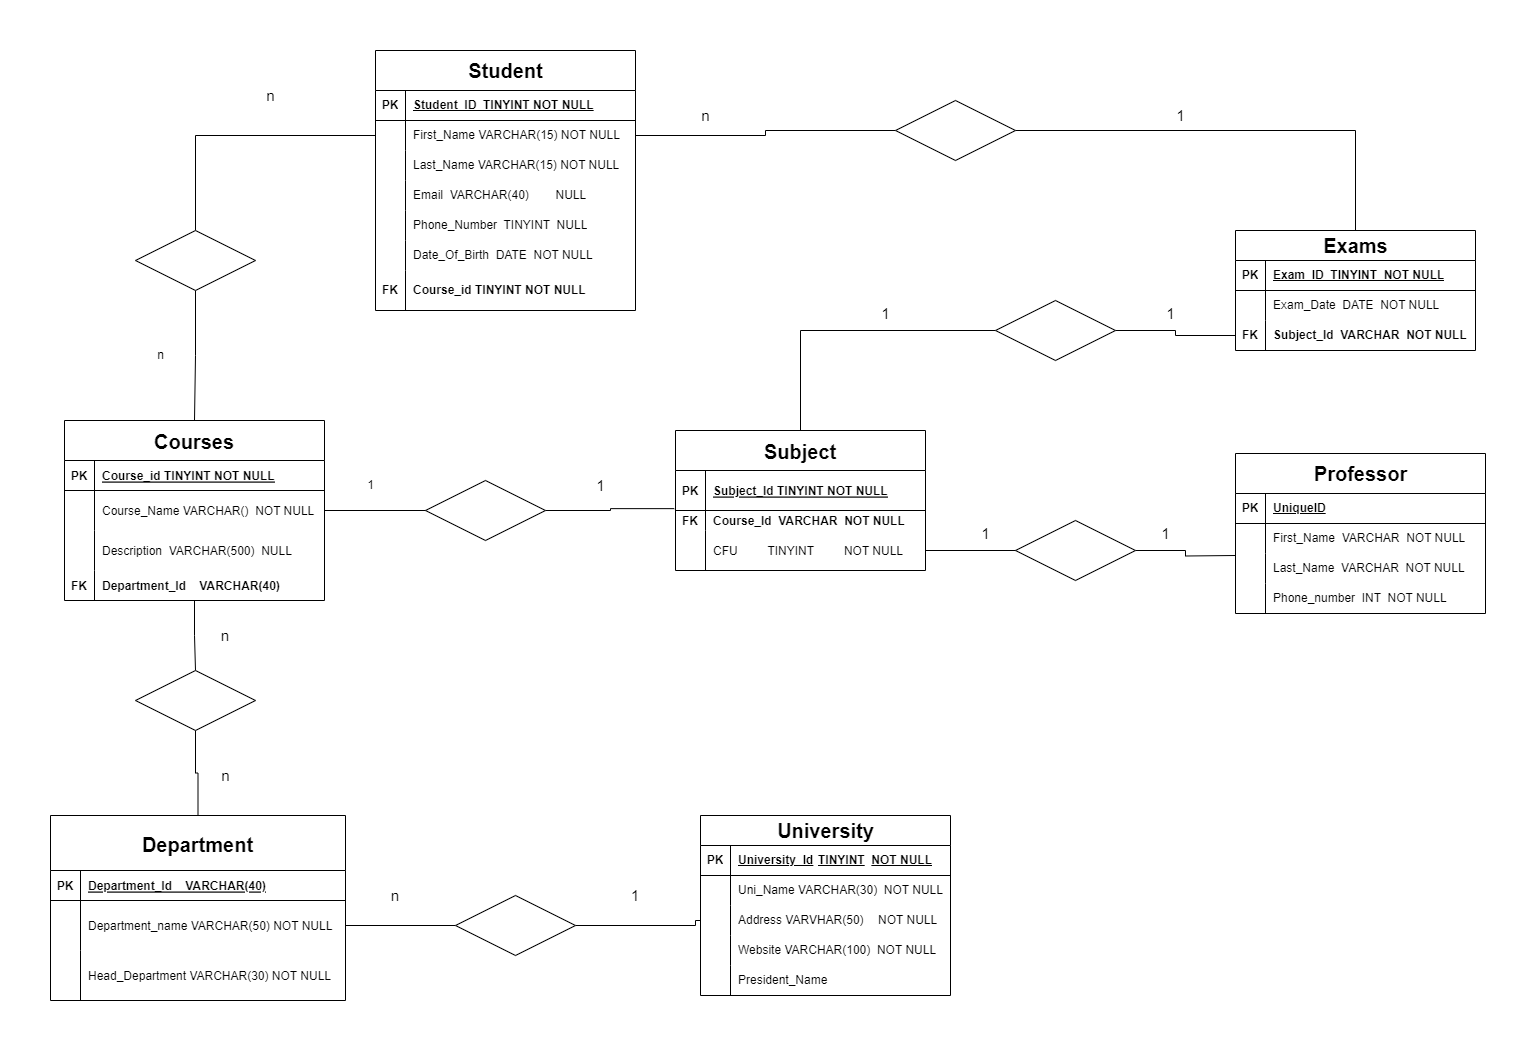 Student
PK Student_ID TINYINT NOT NULL
First_Name VARCHAR(15) NOT NULL
Last_Name VARCHAR(15) NOT NULL
Email VARCHAR(40) NULL
Phone_Number TINYINT NULL
Date_Of_Birth DATE NOT NULL
FK Course_id TINYINT NOT NULL
n
n
1
Exams
PK Exam_ID TINYINT NOT NULL
Exam_Date DATE NOT NULL
FK Subject_Id VARCHAR NOT NULL
1
1
n
Courses
PK Course_id TINYINT NOT NULL
Course_Name VARCHAR() NOT NULL
Description VARCHAR(500) NULL
FK Department_Id VARCHAR(40)
1
1
Subject
PK Subject_Id TINYINT NOT NULL
FK Course_Id VARCHAR NOT NULL
CFU TINYINT NOT NULL
1
1
Professor
PK UniqueID
First_Name VARCHAR NOT NULL
Last_Name VARCHAR NOT NULL
Phone_number INT NOT NULL
n
n
Department
PK Department_Id VARCHAR(40)
Department_name VARCHAR(50) NOT NULL
Head_Department VARCHAR(30) NOT NULL
n
1
University
PK University_Id TINYINT NOT NULL
Uni_Name VARCHAR(30) NOT NULL
Address VARVHAR(50) NOT NULL
Website VARCHAR(100) NOT NULL
President_Name